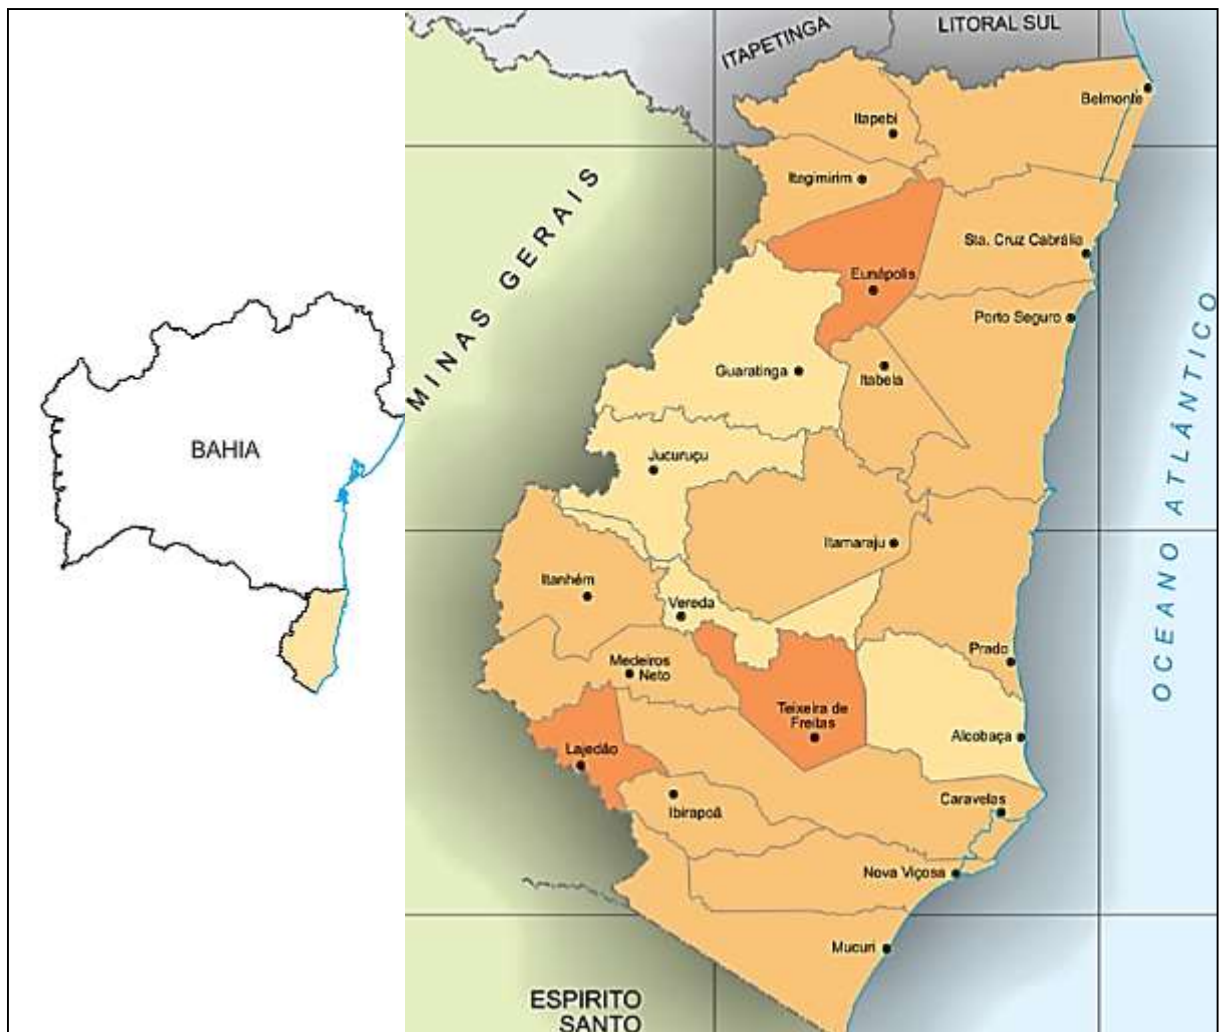 ITAPETINGA
LITORAL SUL
Belmonte
Itapebi
Itagimirim
MINAS GERAIS
Sta. Cruz Cabrália
Eunápolis
Porto Seguro
OCEANO ATLÂNTICO
Guaratinga
Itabela
BAHIA
Jucuruçu
Itamaraju
Itanhém
Vereda
Prado
Medeiros
Neto
Teixeira de
Freitas
Alcobaça
Lajedão
Caravelas
Ibirapoã
Nova Viçosa
Mucuri
ESPIRITO
SANTO